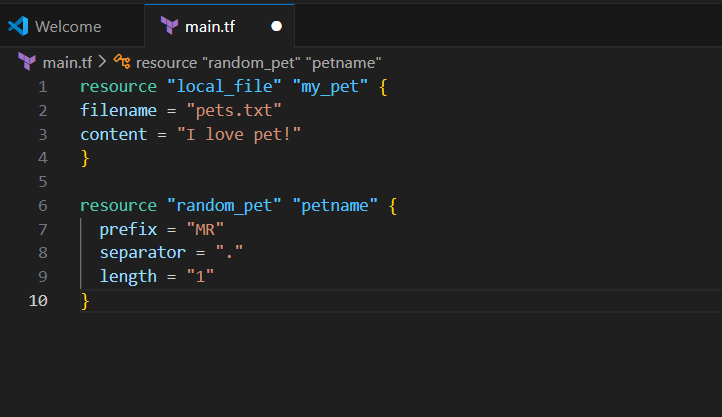 Welcome
main.tf
main.tf > resource "random_pet" "petname"
1 resource "local_file" "my_pet" {
2 filename = "pets.txt"
3 content = "I love pet!"
4 }
5
6 resource "random_pet" "petname" {
7 prefix = "MR"
8 separator = "."
9 length = "1"
10 }